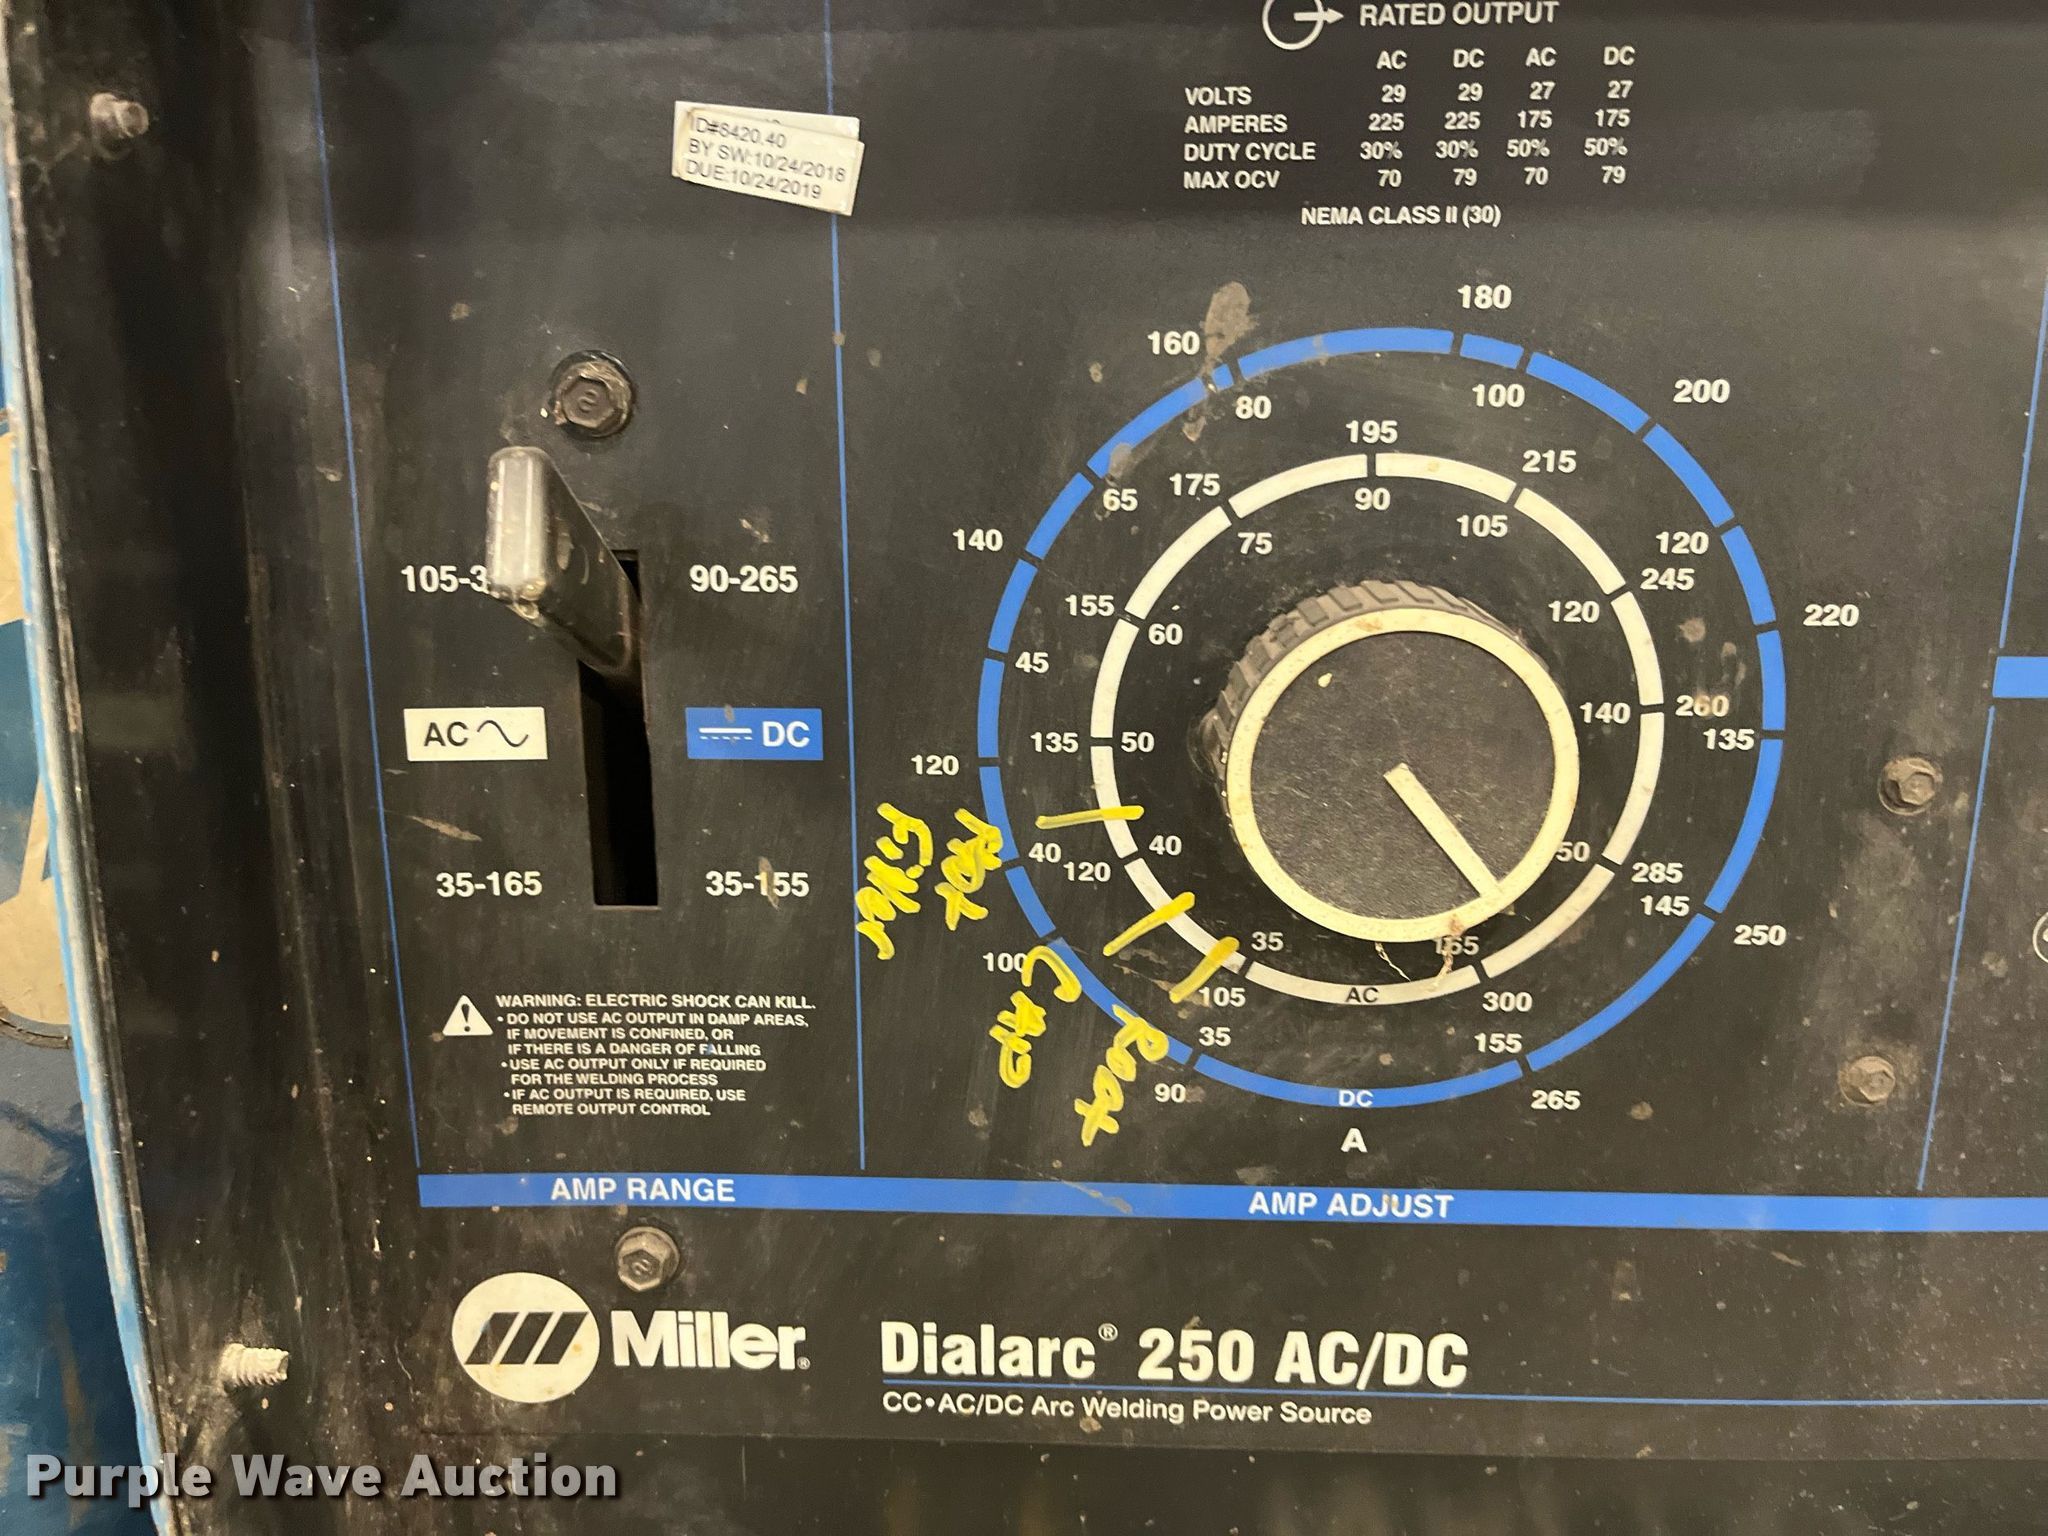 RATED OUTPUT
AC DC AC DC
VOLTS 29 29 27 27
AMPERES 225 225 175 175
DUTY CYCLE 30% 30% 50% 50%
MAX OCV 70 79 70 79
NEMA CLASS II (30)
ID#6420.40
BY SW:10/24/2018
DUE:10/24/2019
8
105-3
90-265
AC
DC
35-165
35-155
WARNING: ELECTRIC SHOCK CAN KILL.
• DO NOT USE AC OUTPUT IN DAMP AREAS,
IF MOVEMENT IS CONFINED, OR
IF THERE IS A DANGER OF FALLING
• USE AC OUTPUT ONLY IF REQUIRED
FOR THE WELDING PROCESS
• IF AC OUTPUT IS REQUIRED, USE
REMOTE OUTPUT CONTROL
90 100 120 140 160 180 200 220 250 265
35 40 45 65 80 100 120 135 145 155
105 120 135 155 175 195 215 245 260 285 300
35 40 50 60 75 90 105 120 140 50 165
AC
DC
A
Hot
Filler
CAP
Root
AMP RANGE
AMP ADJUST
Miller®
Dialarc® 250 AC/DC
CC•AC/DC Arc Welding Power Source
Purple Wave Auction